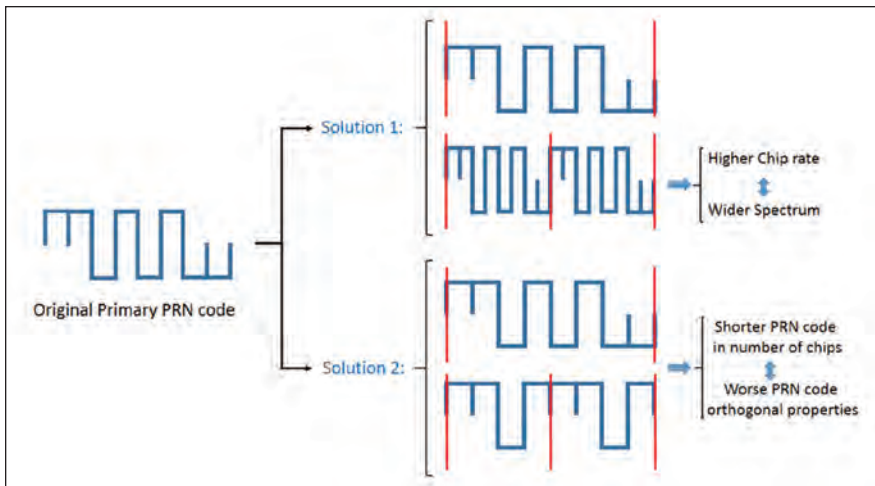 Solution 1:
Higher Chip rate
Wider Spectrum
Original Primary PRN code
Solution 2:
Shorter PRN code
in number of chips
Worse PRN code
orthogonal properties